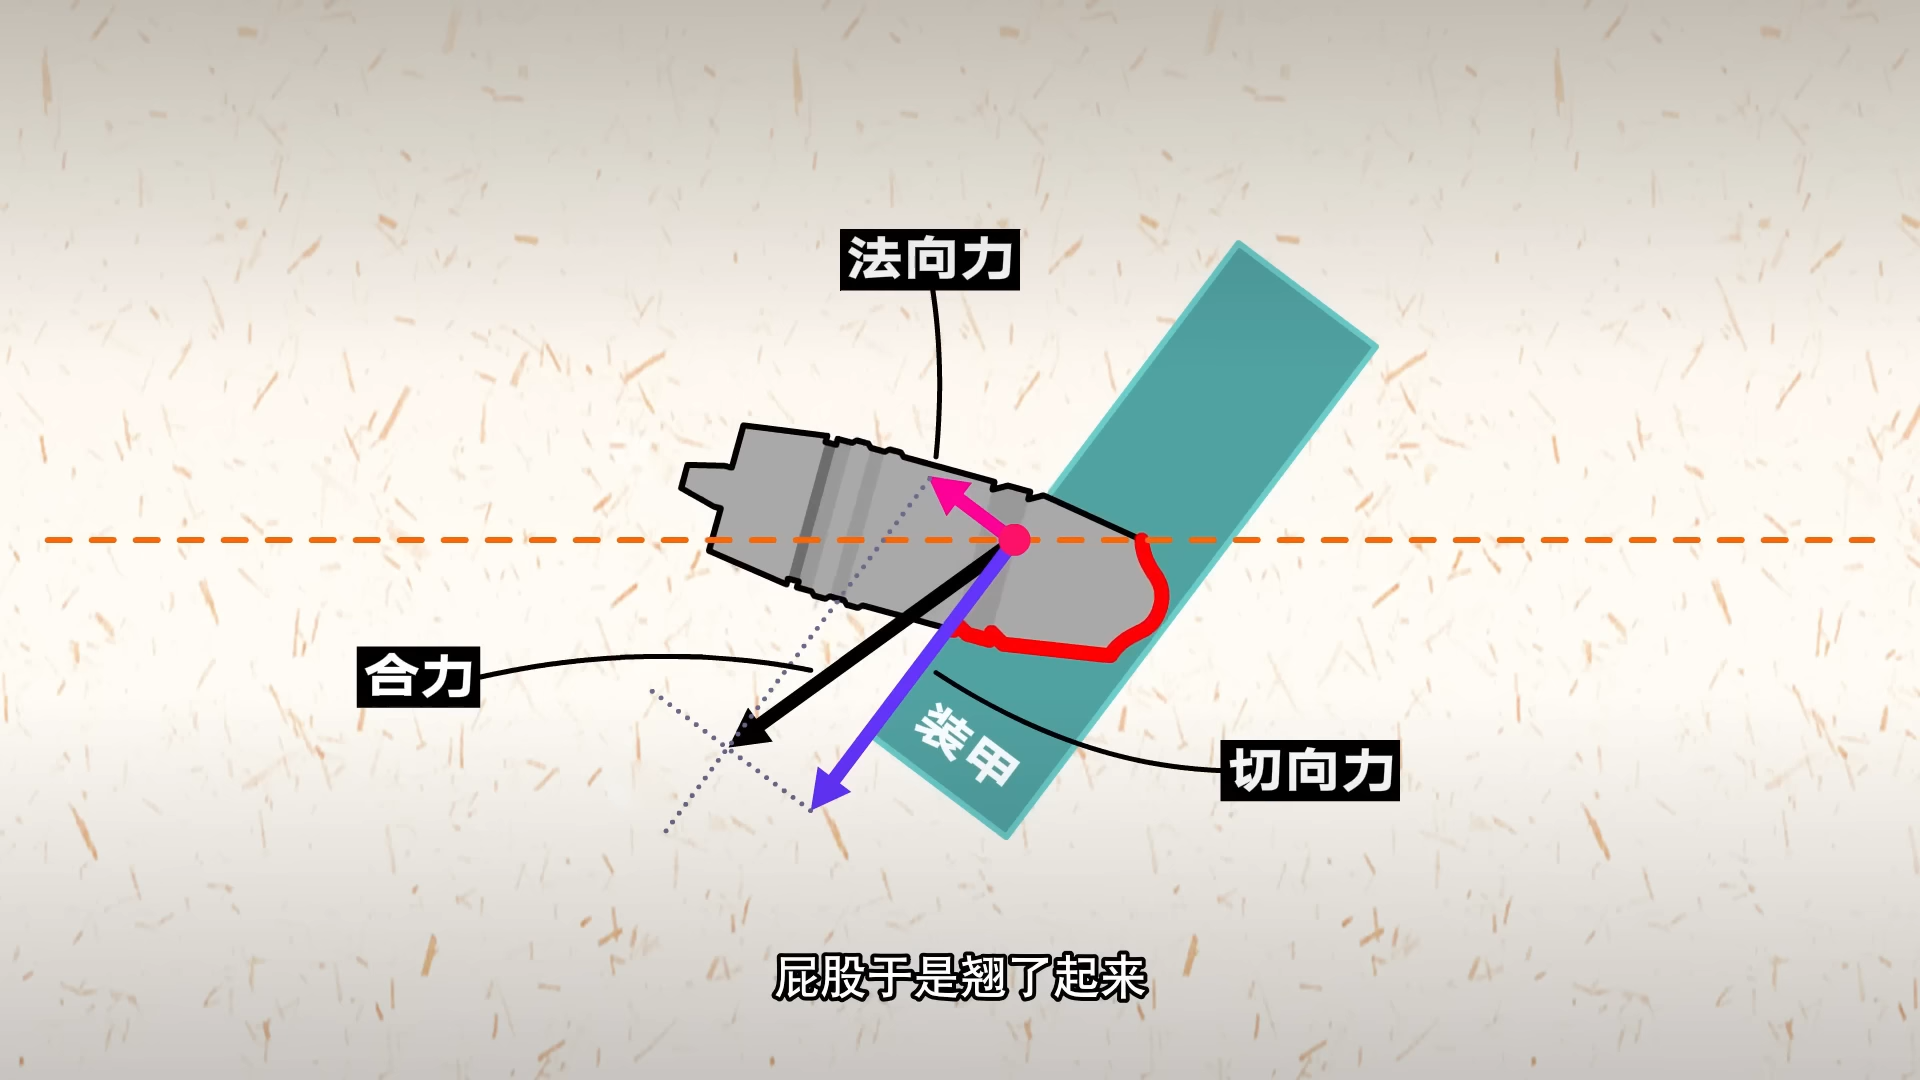 法向力
合力
装甲
切向力
屁股于是翘了起来